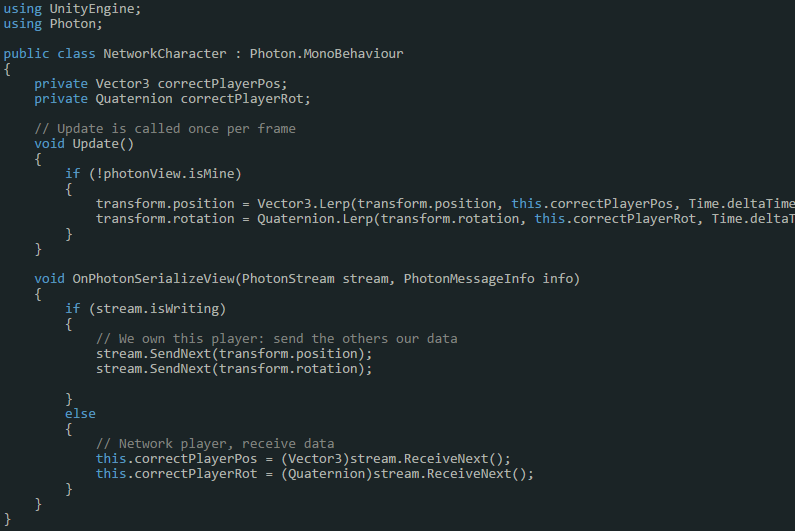 using UnityEngine;
using Photon;

public class NetworkCharacter : Photon.MonoBehaviour
{
    private Vector3 correctPlayerPos;
    private Quaternion correctPlayerRot;

    // Update is called once per frame
    void Update()
    {
        if (!photonView.isMine)
        {
            transform.position = Vector3.Lerp(transform.position, this.correctPlayerPos, Time.deltaTime
            transform.rotation = Quaternion.Lerp(transform.rotation, this.correctPlayerRot, Time.deltaT
        }
    }

    void OnPhotonSerializeView(PhotonStream stream, PhotonMessageInfo info)
    {
        if (stream.isWriting)
        {
            // We own this player: send the others our data
            stream.SendNext(transform.position);
            stream.SendNext(transform.rotation);

        }
        else
        {
            // Network player, receive data
            this.correctPlayerPos = (Vector3)stream.ReceiveNext();
            this.correctPlayerRot = (Quaternion)stream.ReceiveNext();
        }
    }
}